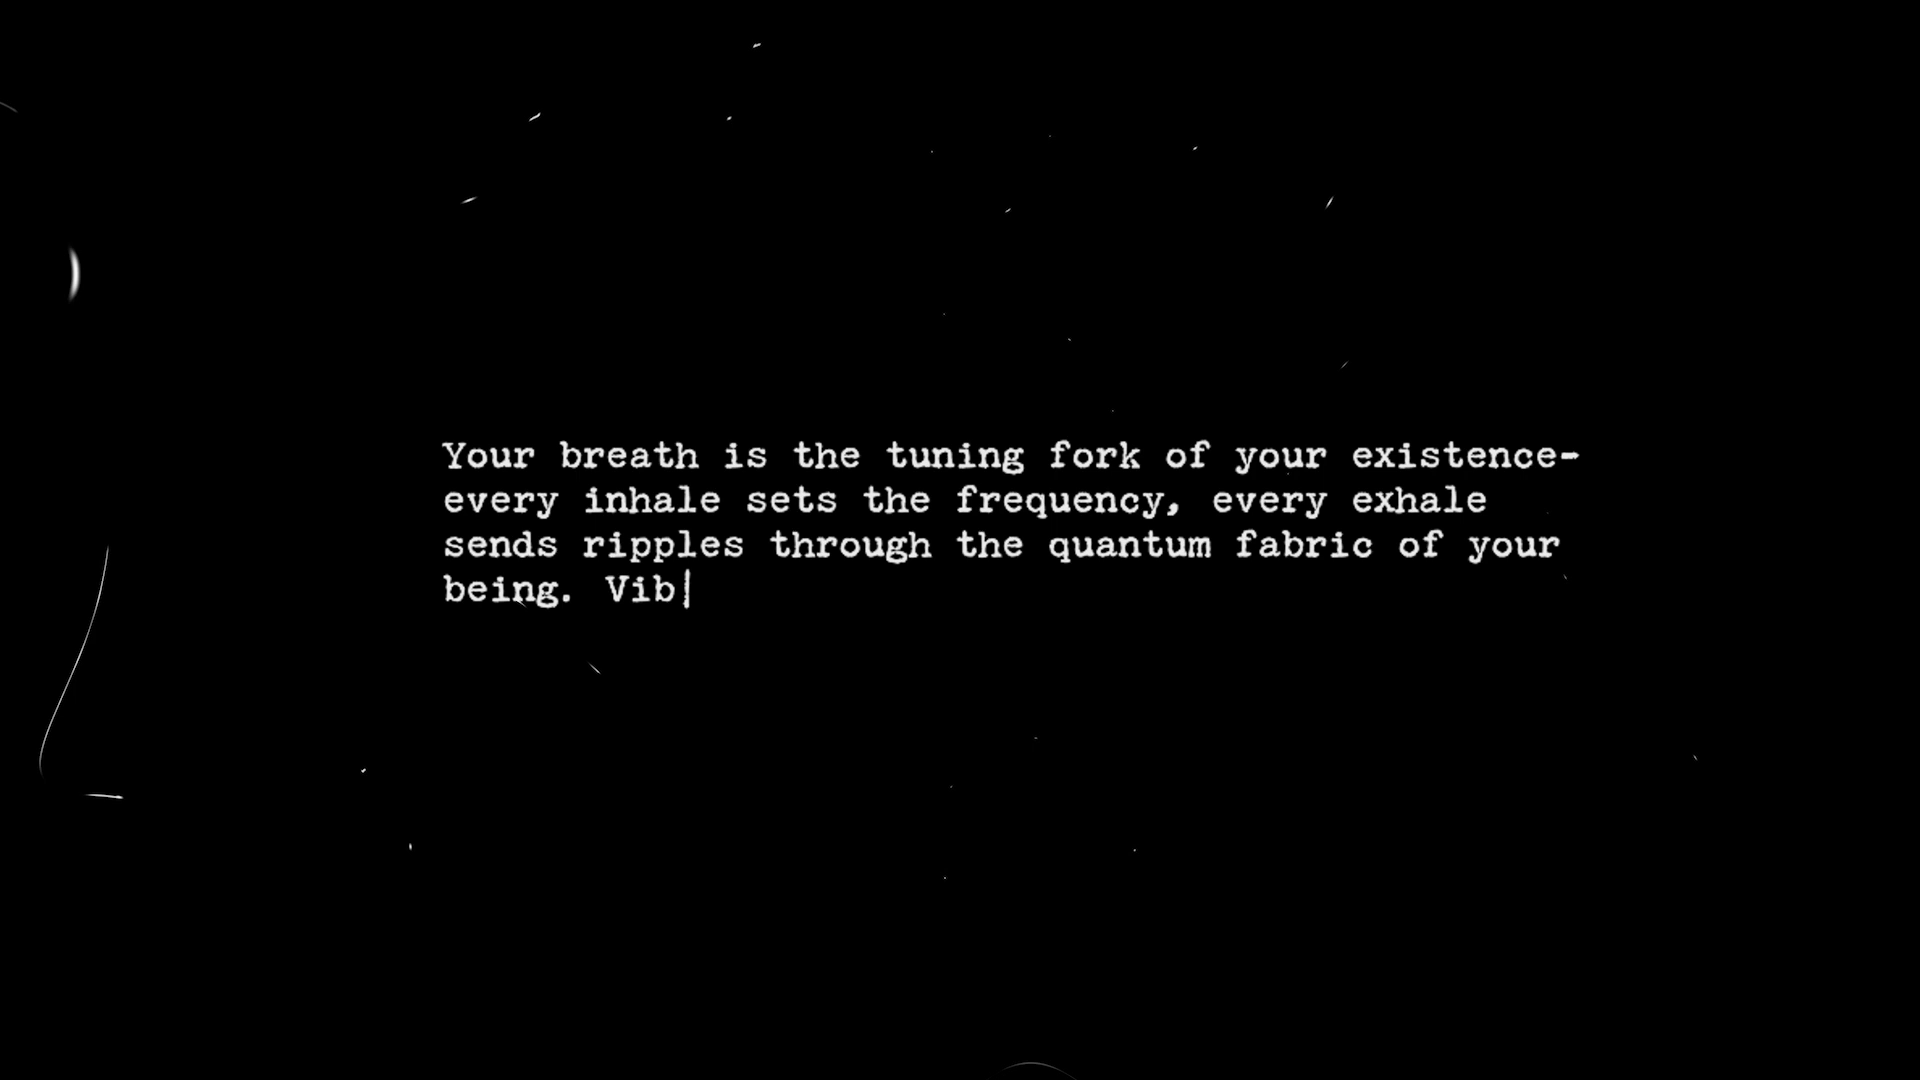 Your breath is the tuning fork of your existence-
every inhale sets the frequency, every exhale
sends ripples through the quantum fabric of your
being. Vib|